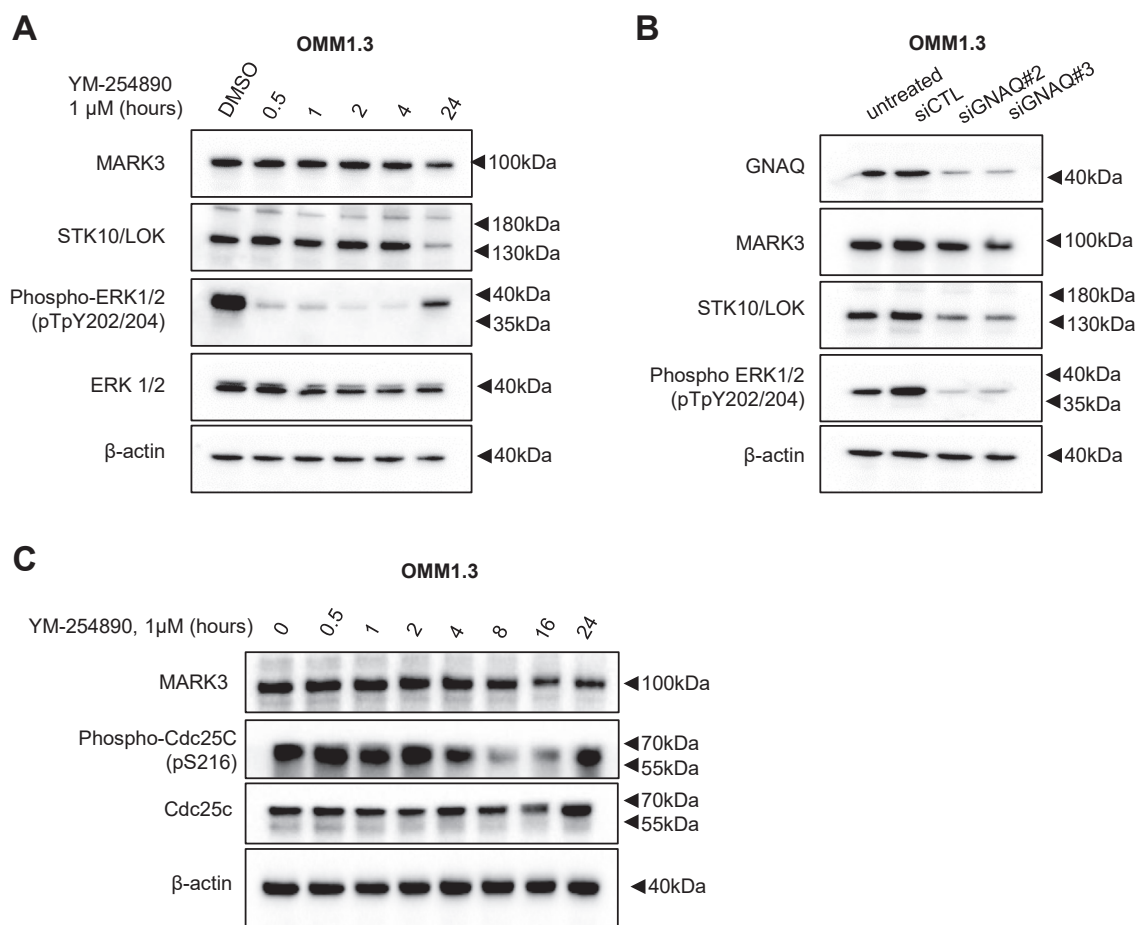 A
OMM1.3
YM-254890
1 µM (hours)
DMSO 0.5 1 2 4 24
MARK3 100kDa
STK10/LOK 180kDa
130kDa
Phospho-ERK1/2 40kDa
(pTpY202/204) 35kDa
ERK 1/2 40kDa
β-actin 40kDa
B
OMM1.3
untreated siCTL siGNAQ#2 siGNAQ#3
GNAQ 40kDa
MARK3 100kDa
STK10/LOK 180kDa
130kDa
Phospho ERK1/2 40kDa
(pTpY202/204) 35kDa
β-actin 40kDa
C
OMM1.3
YM-254890, 1µM (hours) 0 0.5 1 2 4 8 16 24
MARK3 100kDa
Phospho-Cdc25C 70kDa
(pS216) 55kDa
Cdc25c 70kDa
55kDa
β-actin 40kDa